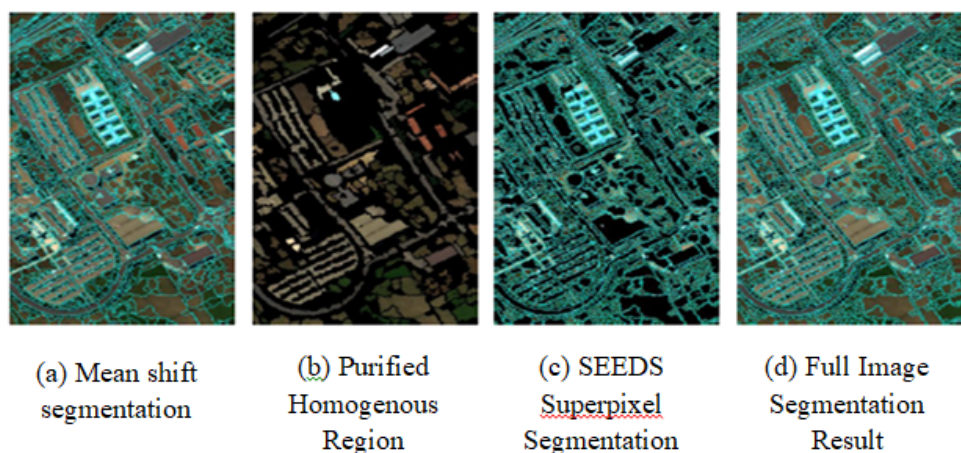 (a) Mean shift
segmentation
(b) Purified
Homogenous
Region
(c) SEEDS
Superpixel
Segmentation
(d) Full Image
Segmentation
Result